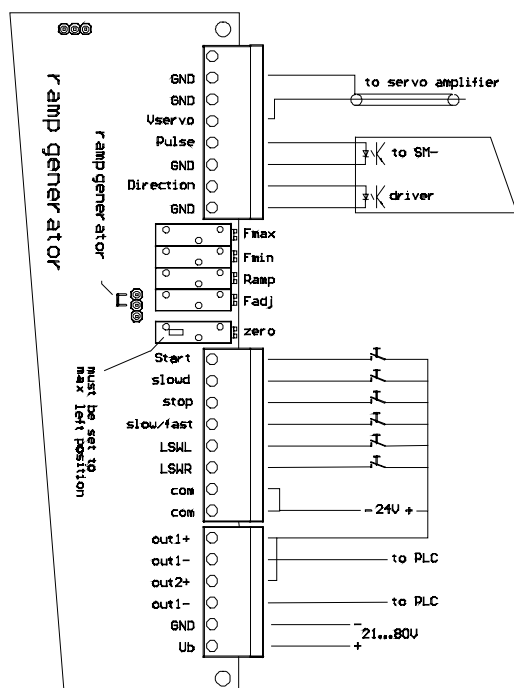 GND
to servo amplifier
GND
Vservo
Pulse
to SM-
GND
Direction
driver
GND
ramp generator
ramp generator
Fmax
Fmin
Ramp
Fadj
zero
must be set to
max left position
Start
slowd
stop
slow/fast
LSWL
LSWR
com
com
- 24V +
out1+
out1-
to PLC
out2+
out1-
to PLC
GND
-
21...80V
Ub
+